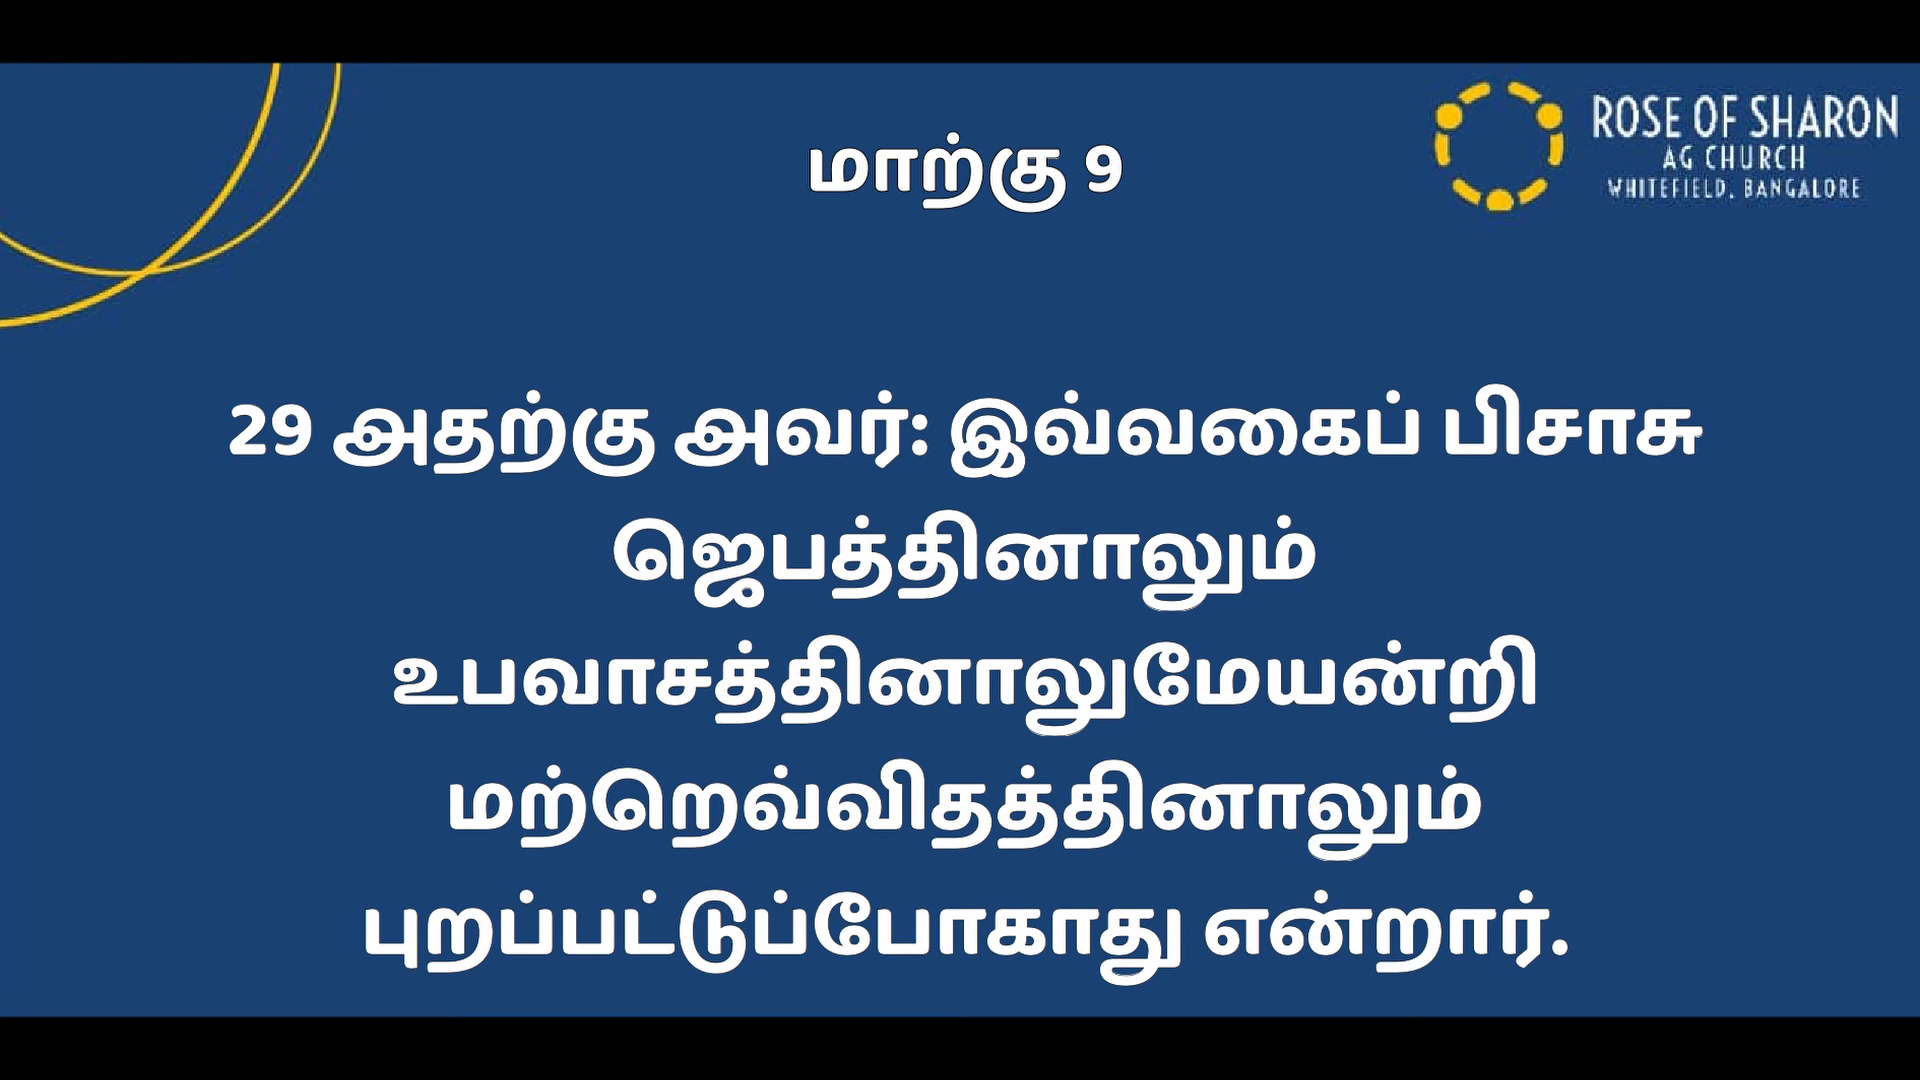 மாற்கு 9
ROSE OF SHARON
AG CHURCH
WHITEFIELD, BANGALORE
29 அதற்கு அவர்: இவ்வகைப் பிசாசு
ஜெபத்தினாலும்
உபவாசத்தினாலுமேயன்றி
மற்றெவ்விதத்தினாலும்
புறப்பட்டுப்போகாது என்றார்.